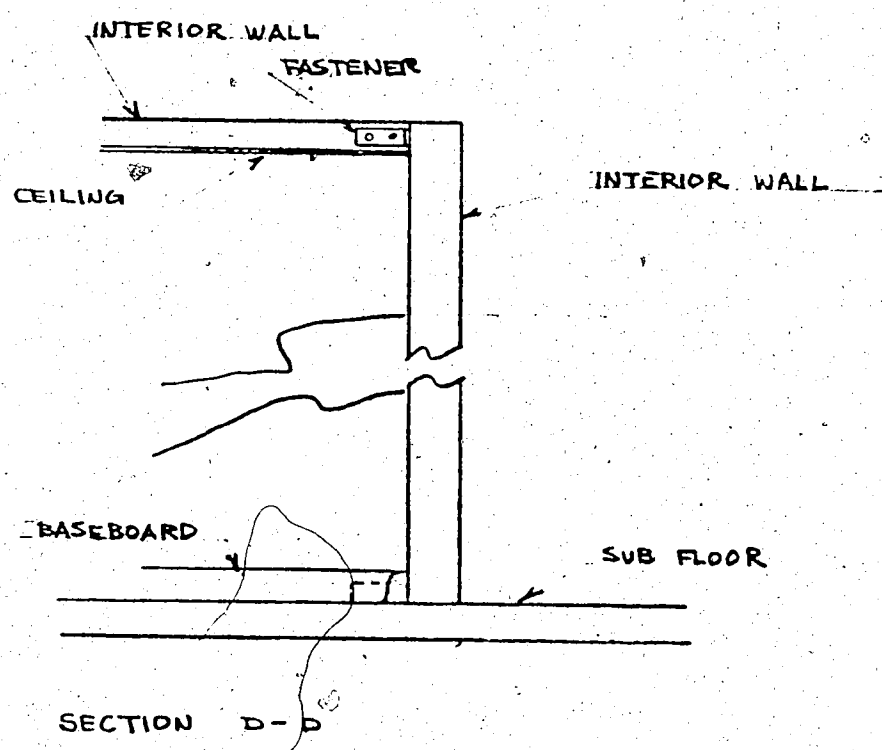 INTERIOR WALL
FASTENER
CEILING
INTERIOR WALL
BASEBOARD
SUB FLOOR
SECTION D-D